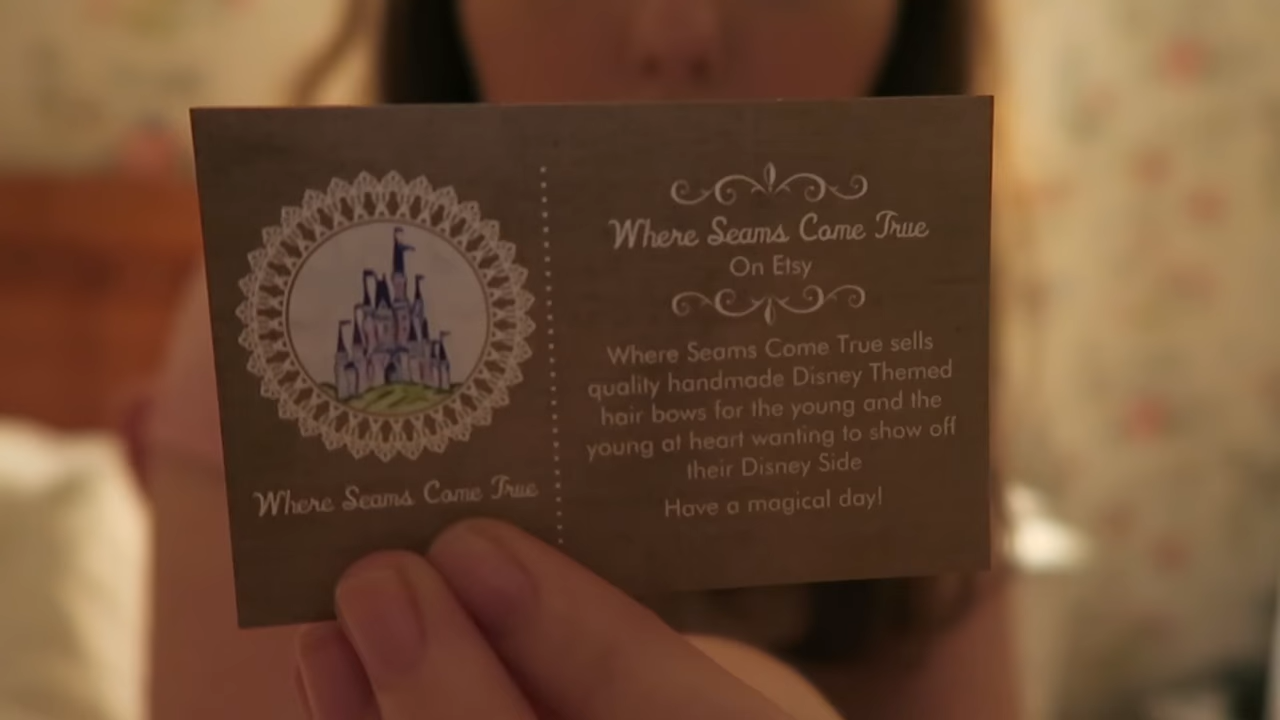 Where Seams Come True
Where Seams Come True
On Etsy
Where Seams Come True sells
quality handmade Disney Themed
hair bows for the young and the
young at heart wanting to show off
their Disney Side
Have a magical day!